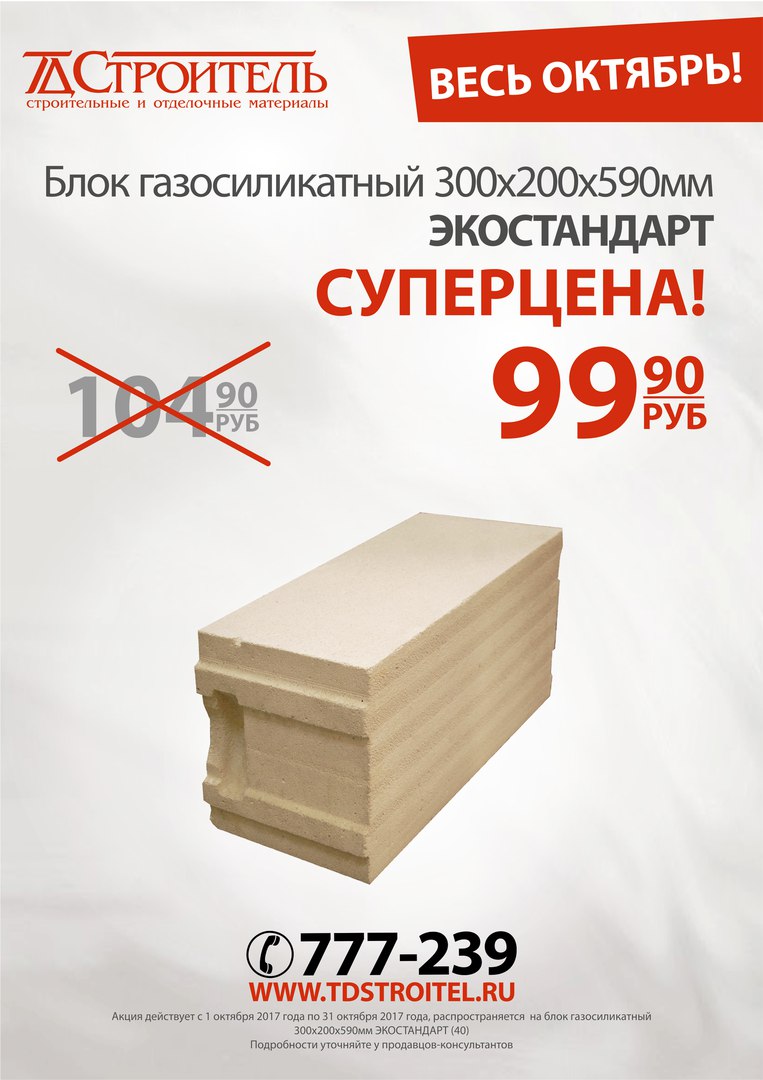 ТДСТРОИТЕЛЬ
строительные и отделочные материалы
ВЕСЬ ОКТЯБРЬ!
Блок газосиликатный 300х200х590мм
ЭКОСТАНДАРТ
СУПЕРЦЕНА!
104 90 РУБ
99 90 РУБ
777-239
WWW.TDSTROITEL.RU
Акция действует с 1 октября 2017 года по 31 октября 2017 года, распространяется на блок газосиликатный
300х200х590мм ЭКОСТАНДАРТ (40)
Подробности уточняйте у продавцов-консультантов